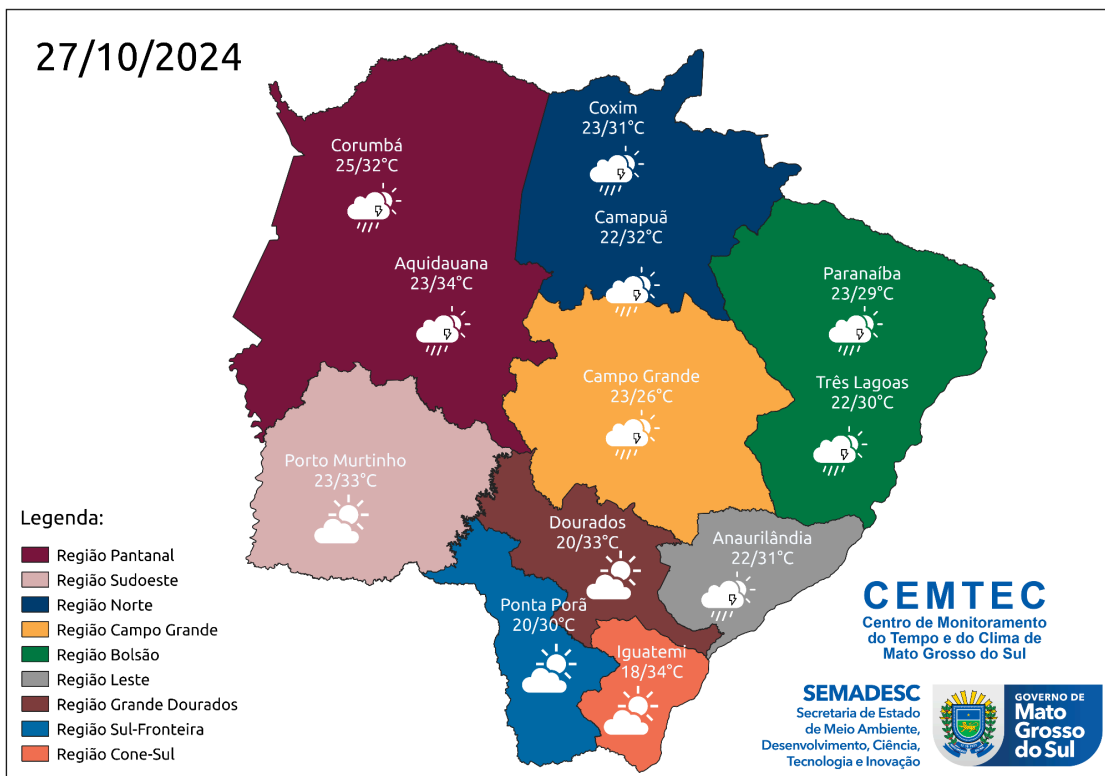 27/10/2024
Coxim
23/31°C
Corumbá
25/32°C
Camapuã
22/32°C
Aquidauana
23/34°C
Paranaíba
23/29°C
Campo Grande
23/26°C
Três Lagoas
22/30°C
Porto Murtinho
23/33°C
Dourados
20/33°C
Anaurilândia
22/31°C
Ponta Porã
20/30°C
Iguatemi
18/34°C
Legenda:
Região Pantanal
Região Sudoeste
Região Norte
Região Campo Grande
Região Bolsão
Região Leste
Região Grande Dourados
Região Sul-Fronteira
Região Cone-Sul
CEMTEC
Centro de Monitoramento
do Tempo e do Clima de
Mato Grosso do Sul
SEMADESC
Secretaria de Estado
de Meio Ambiente,
Desenvolvimento, Ciência,
Tecnologia e Inovação
GOVERNO DE
Mato
Grosso
do Sul